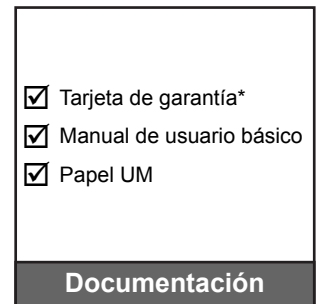 Tarjeta de garantía*
Manual de usuario básico
Papel UM
Documentación